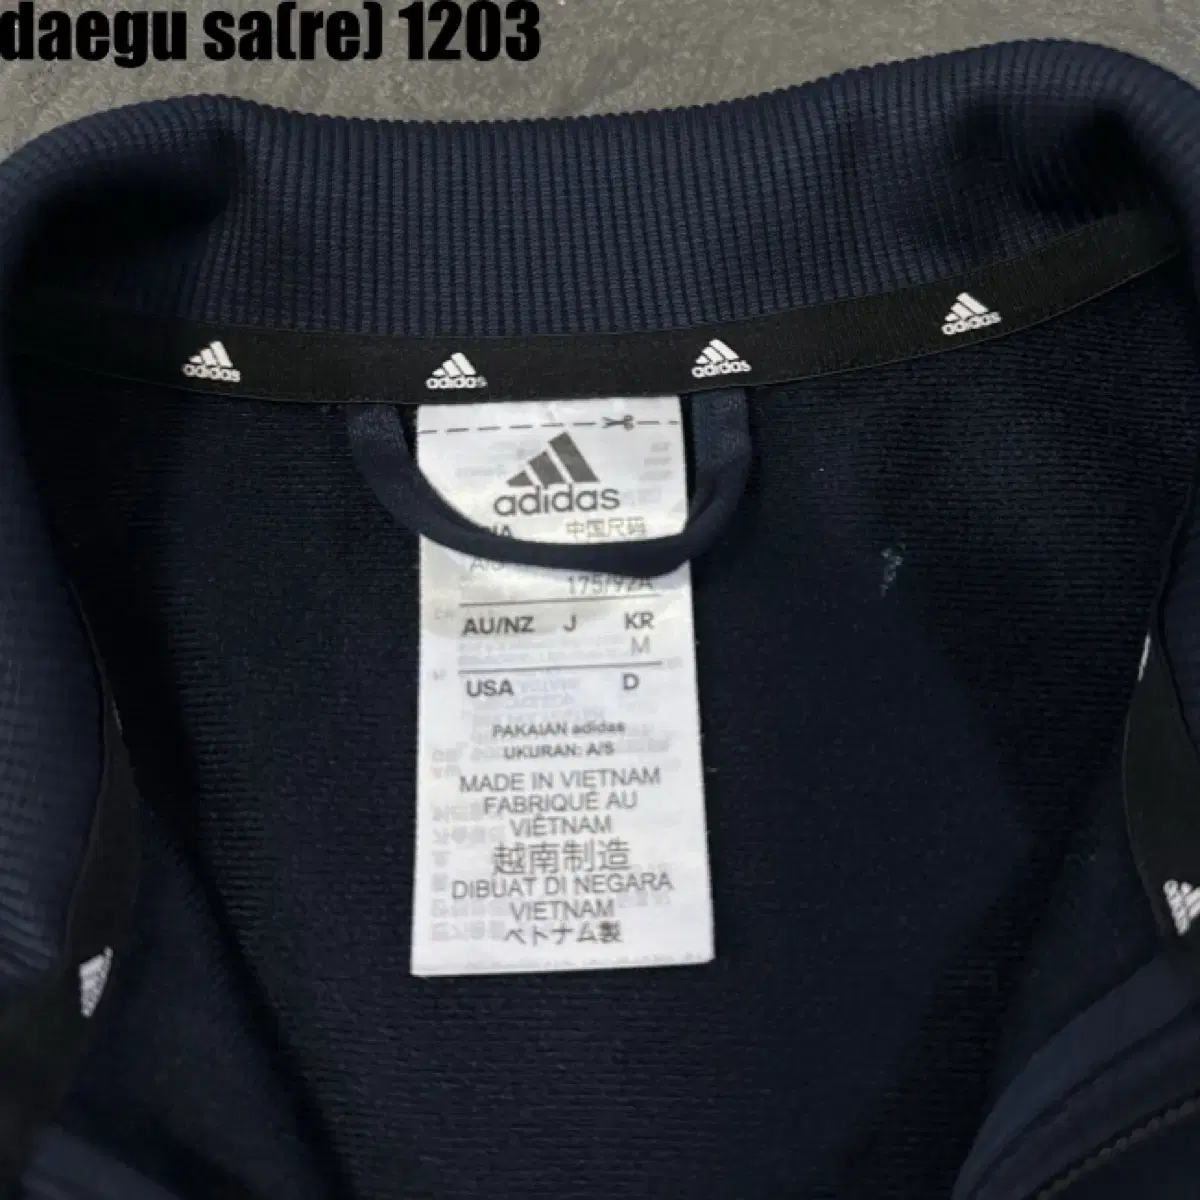 daegu sa(re) 1203
adidas
adidas
adidas
adidas
adidas
中国尺码
175/92A
AU/NZ J KR
M
USA D
PAKAIAN adidas
UKURAN: A/S
MADE IN VIETNAM
FABRIQUÉ AU
VIÊTNAM
越南制造
DIBUAT DI NEGARA
VIETNAM
ベトナム製